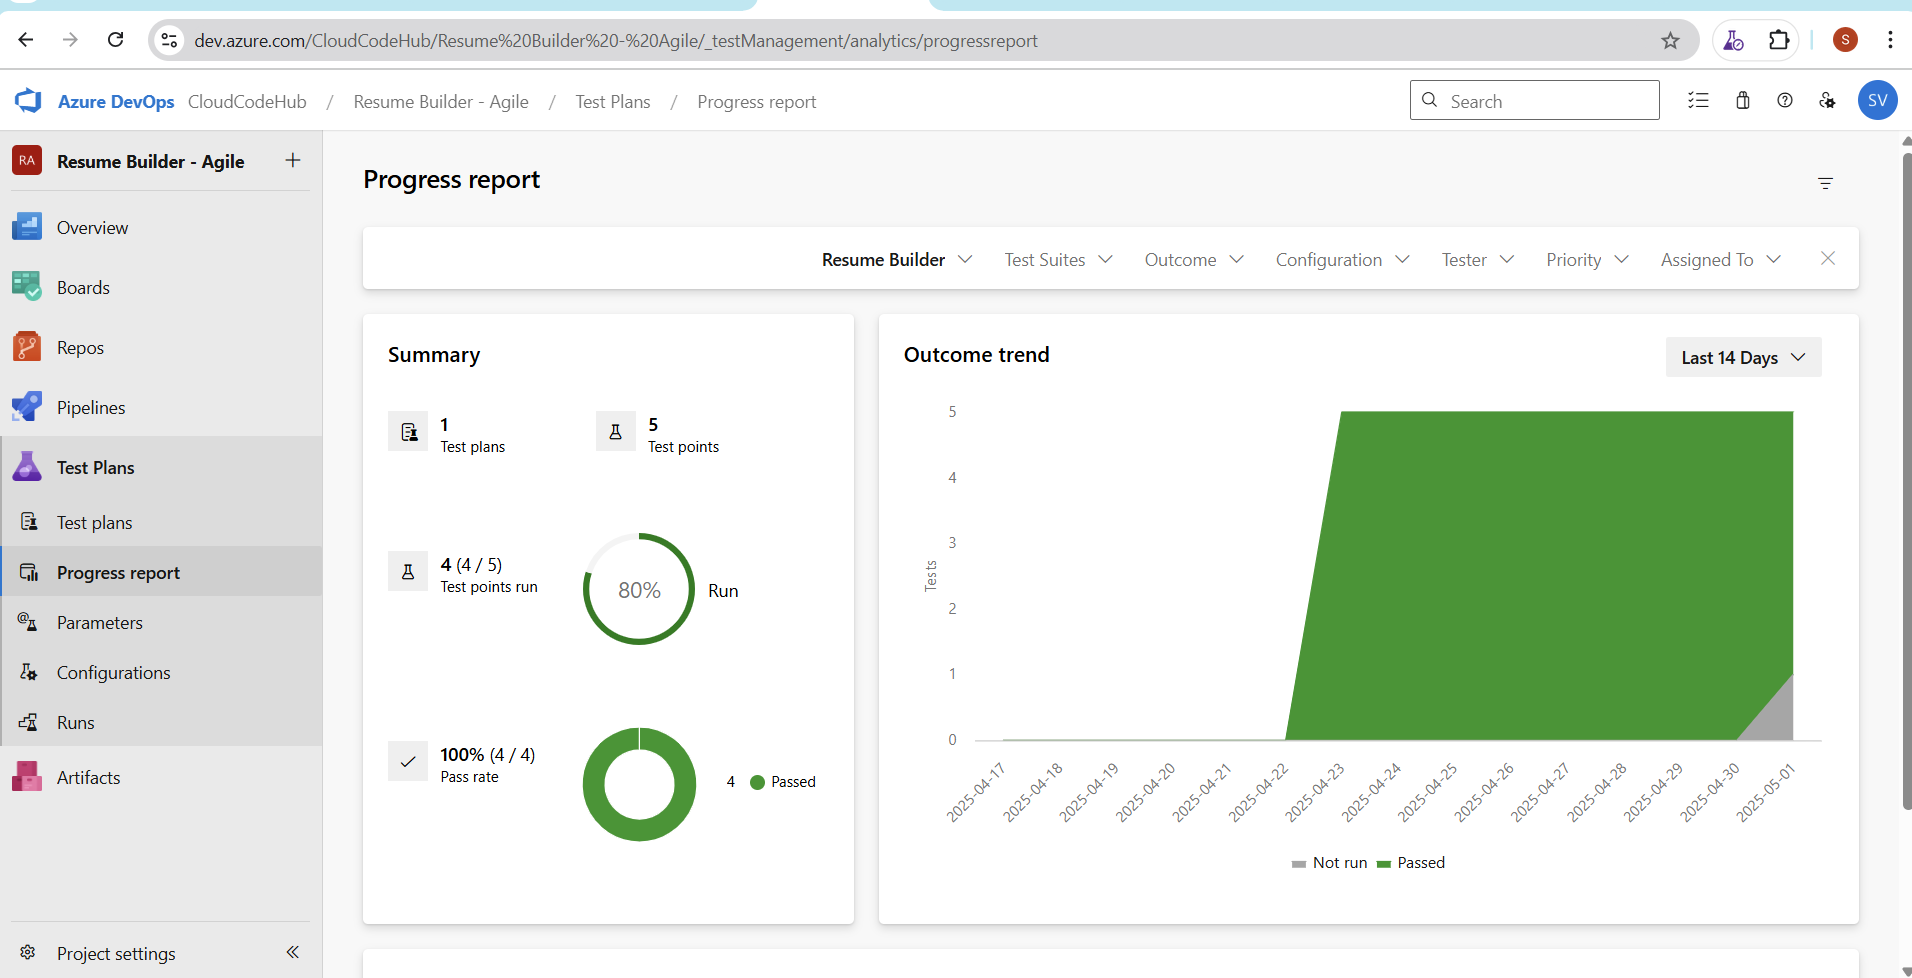 dev.azure.com/CloudCodeHub/Resume%20Builder%20-%20Agile/_testManagement/analytics/progressreport
S
Azure DevOps CloudCodeHub / Resume Builder - Agile / Test Plans / Progress report
Search
SV
RA Resume Builder - Agile +
Overview
Boards
Repos
Pipelines
Test Plans
Test plans
Progress report
Parameters
Configurations
Runs
Artifacts
Project settings
Progress report
Resume Builder Test Suites Outcome Configuration Tester Priority Assigned To
Summary
1
Test plans
5
Test points
4 (4 / 5)
Test points run
80%
Run
100% (4 / 4)
Pass rate
4 Passed
Outcome trend
Last 14 Days
5
4
3
2
1
0
Tests
2025-04-17
2025-04-18
2025-04-19
2025-04-20
2025-04-21
2025-04-22
2025-04-23
2025-04-24
2025-04-25
2025-04-26
2025-04-27
2025-04-28
2025-04-29
2025-04-30
2025-05-01
Not run Passed